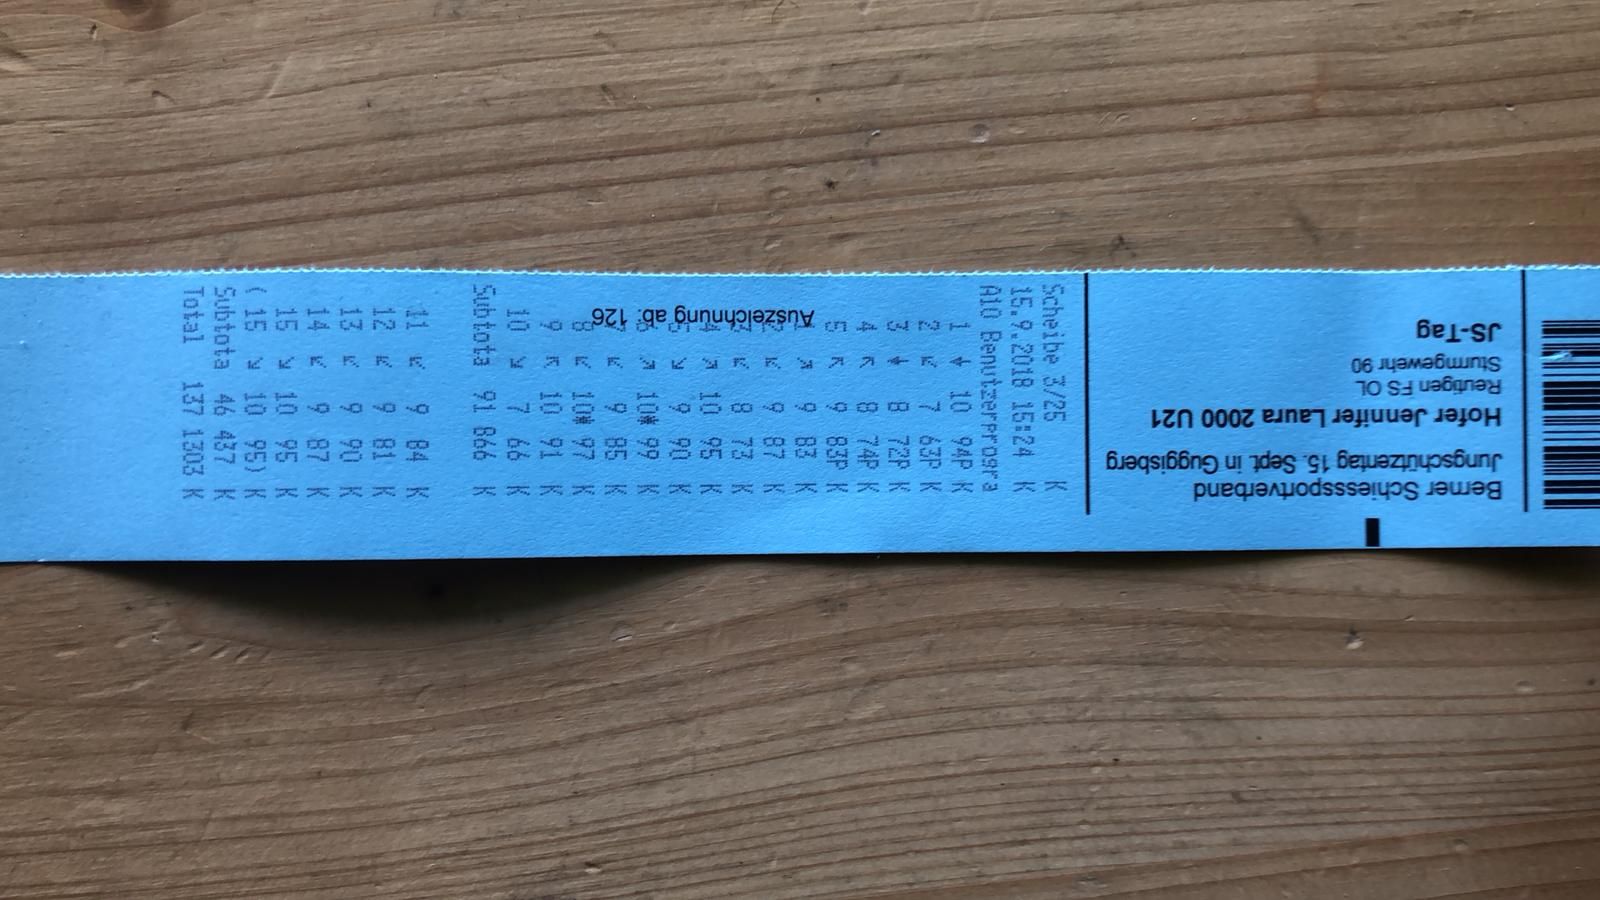 Berner Schiesssportverband
Jungschützentag 15. Sept. in Guggisberg
Hofer Jennifer Laura 2000 U21
Reutigen FS OL
Sturmgewehr 90
JS-Tag
Scheibe 3/25 K
15.9.2018 15:24 K
A10 Benutzerprogra
1 10 94P K
2 7 63P K
3 8 72P K
4 8 74P K
5 9 83P K
1 9 83 K
2 9 87 K
3 8 73 K
4 10 95 K
5 9 90 K
6 10* 99 K
7 9 85 K
8 10* 97 K
9 10 91 K
10 7 66 K
Auszeichnung ab: 126
Subtota 91 866 K
11 9 84 K
12 9 81 K
13 9 90 K
14 9 87 K
15 10 95 K
( 15 10 95) K
Subtota 46 437 K
Total 137 1303 K